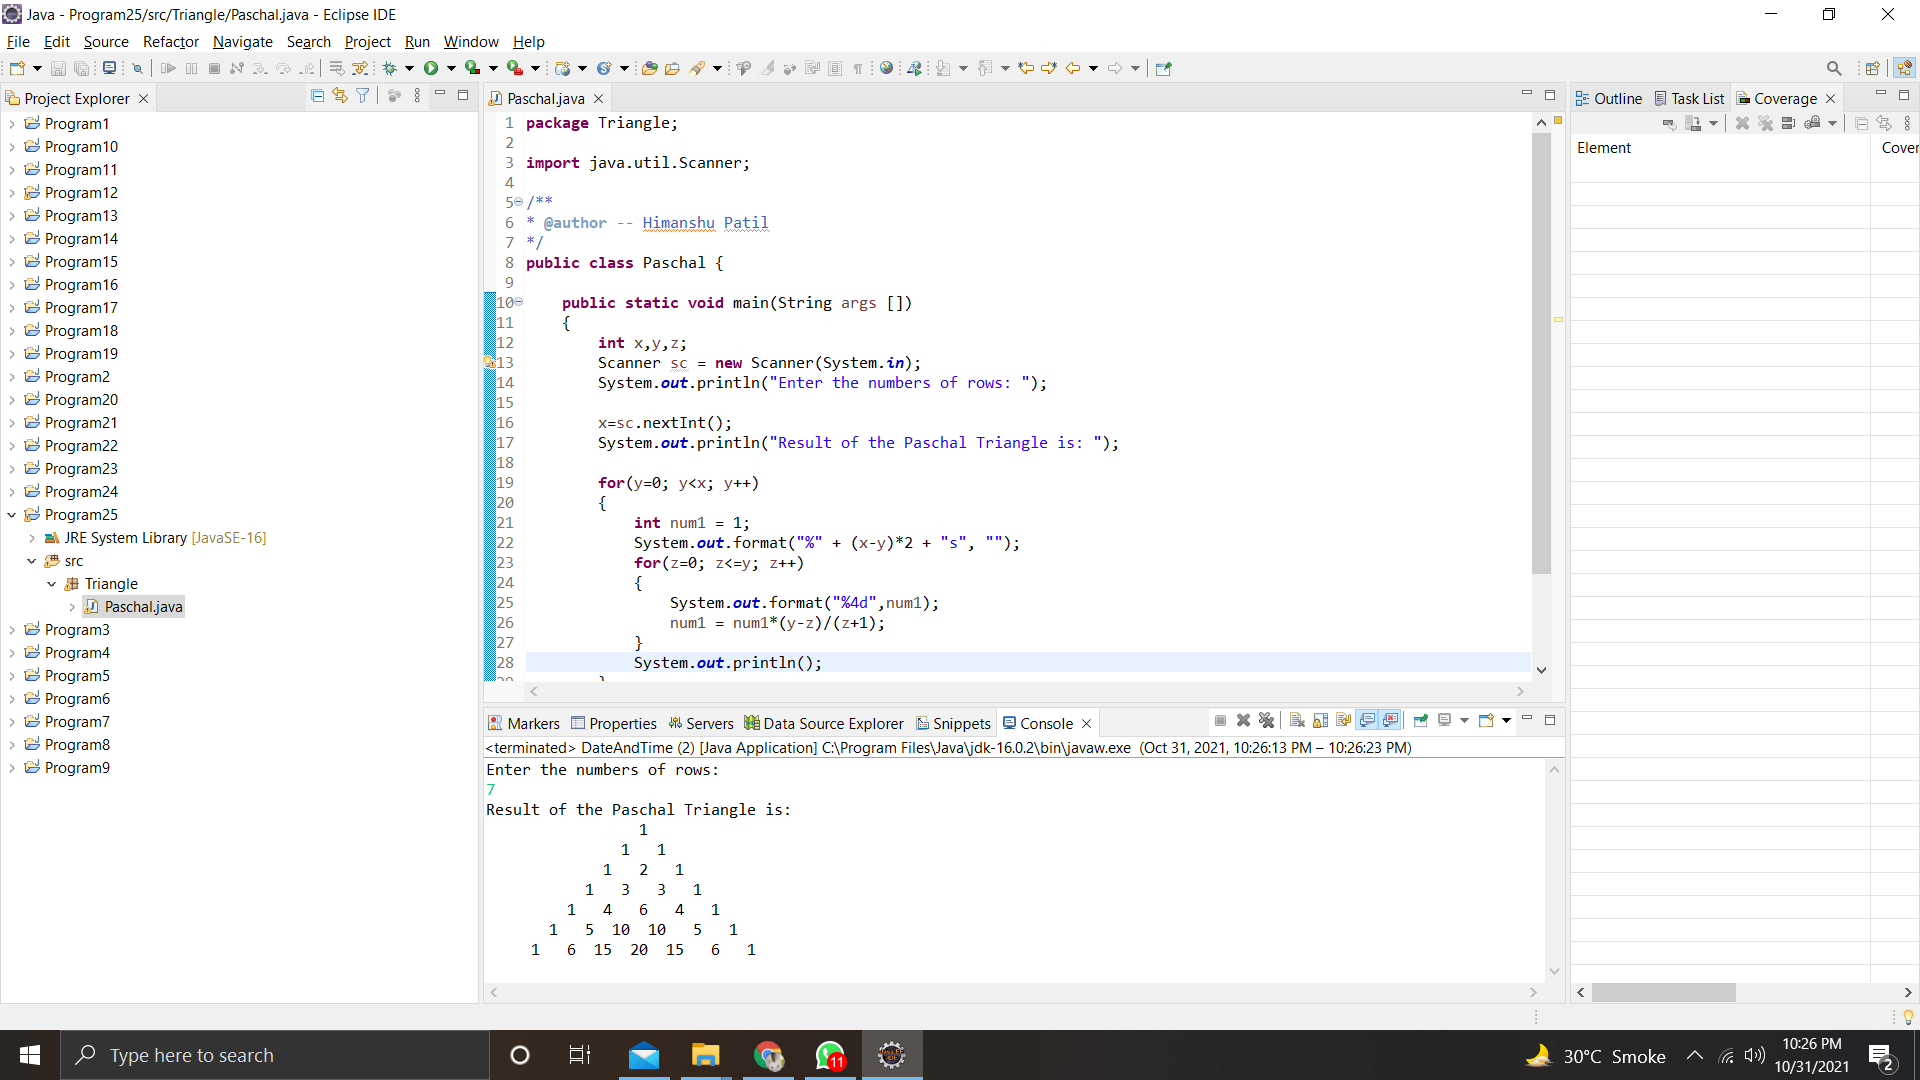 Java - Program25/src/Triangle/Paschal.java - Eclipse IDE
File Edit Source Refactor Navigate Search Project Run Window Help
Project Explorer
Program1
Program10
Program11
Program12
Program13
Program14
Program15
Program16
Program17
Program18
Program19
Program2
Program20
Program21
Program22
Program23
Program24
Program25
JRE System Library [JavaSE-16]
src
Triangle
Paschal.java
Program3
Program4
Program5
Program6
Program7
Program8
Program9
Paschal.java
1 package Triangle;
2
3 import java.util.Scanner;
4
5 /**
6 * @author -- Himanshu Patil
7 */
8 public class Paschal {
9
10     public static void main(String args [])
11     {
12         int x,y,z;
13         Scanner sc = new Scanner(System.in);
14         System.out.println("Enter the numbers of rows: ");
15
16         x=sc.nextInt();
17         System.out.println("Result of the Paschal Triangle is: ");
18
19         for(y=0; y<x; y++)
20         {
21             int num1 = 1;
22             System.out.format("%" + (x-y)*2 + "s", "");
23             for(z=0; z<=y; z++)
24             {
25                 System.out.format("%4d",num1);
26                 num1 = num1*(y-z)/(z+1);
27             }
28             System.out.println();
Markers Properties Servers Data Source Explorer Snippets Console
<terminated> DateAndTime (2) [Java Application] C:\Program Files\Java\jdk-16.0.2\bin\javaw.exe (Oct 31, 2021, 10:26:13 PM – 10:26:23 PM)
Enter the numbers of rows:
7
Result of the Paschal Triangle is:
1
1 1
1 2 1
1 3 3 1
1 4 6 4 1
1 5 10 10 5 1
1 6 15 20 15 6 1
Outline Task List Coverage
Element Cover
Type here to search
11
30°C Smoke
10:26 PM
10/31/2021
2